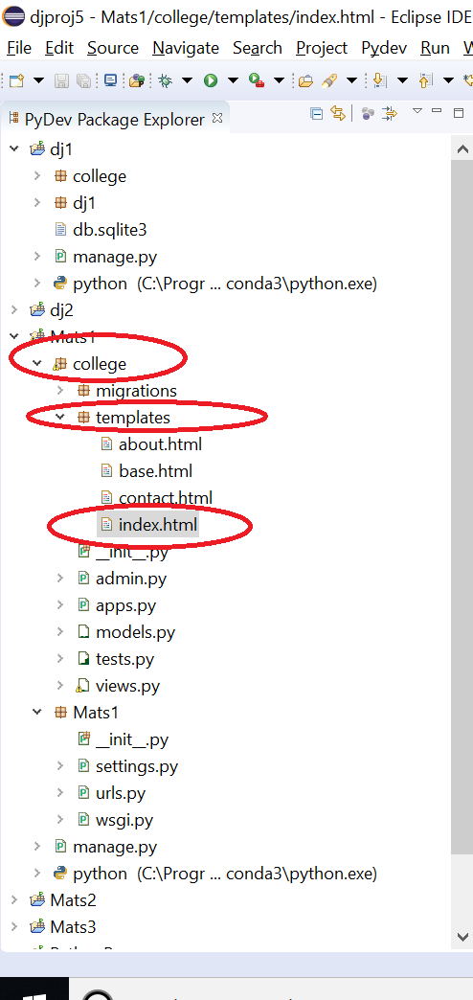 djproj5 - Mats1/college/templates/index.html - Eclipse IDE
File Edit Source Navigate Search Project Pydev Run
PyDev Package Explorer
dj1
college
dj1
db.sqlite3
manage.py
python (C:\Progr ... conda3\python.exe)
dj2
Mats1
college
migrations
templates
about.html
base.html
contact.html
index.html
__init__.py
admin.py
apps.py
models.py
tests.py
views.py
Mats1
__init__.py
settings.py
urls.py
wsgi.py
manage.py
python (C:\Progr ... conda3\python.exe)
Mats2
Mats3